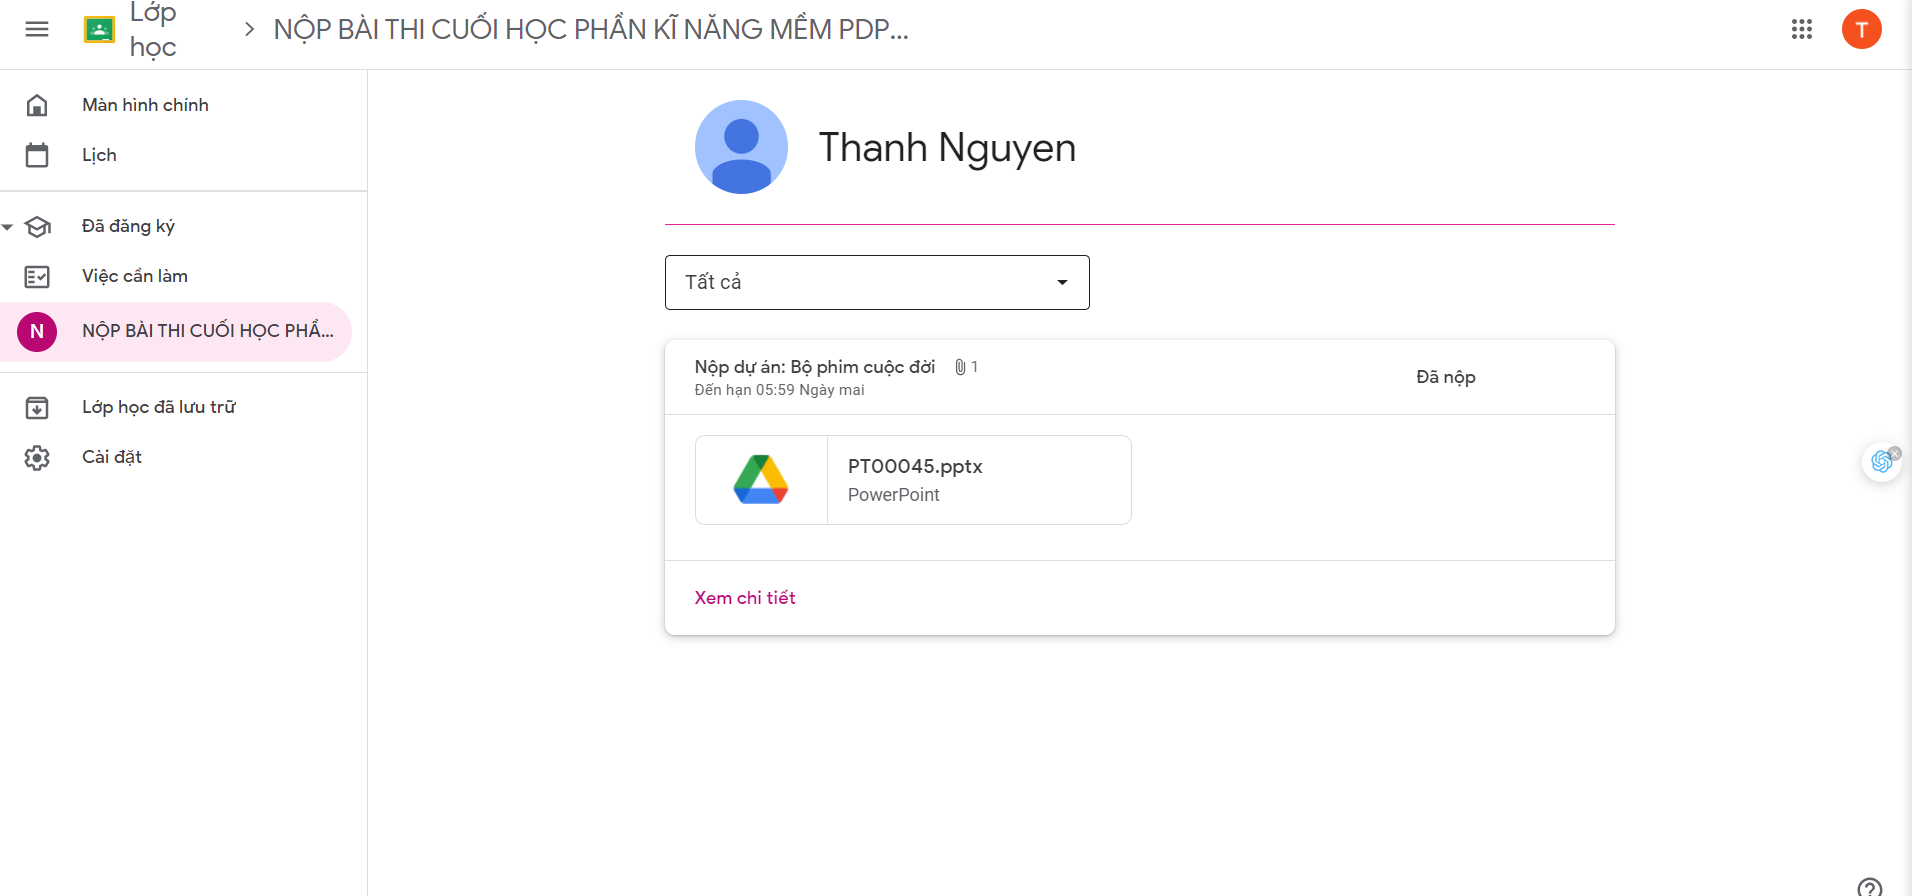 Lớp
học
NỘP BÀI THI CUỐI HỌC PHẦN KĨ NĂNG MỀM PDP...
T
Màn hình chính
Lịch
Đã đăng ký
Việc cần làm
N
NỘP BÀI THI CUỐI HỌC PHẦ...
Lớp học đã lưu trữ
Cài đặt
Thanh Nguyen
Tất cả
Nộp dự án: Bộ phim cuộc đời 1
Đến hạn 05:59 Ngày mai
Đã nộp
PT00045.pptx
PowerPoint
Xem chi tiết